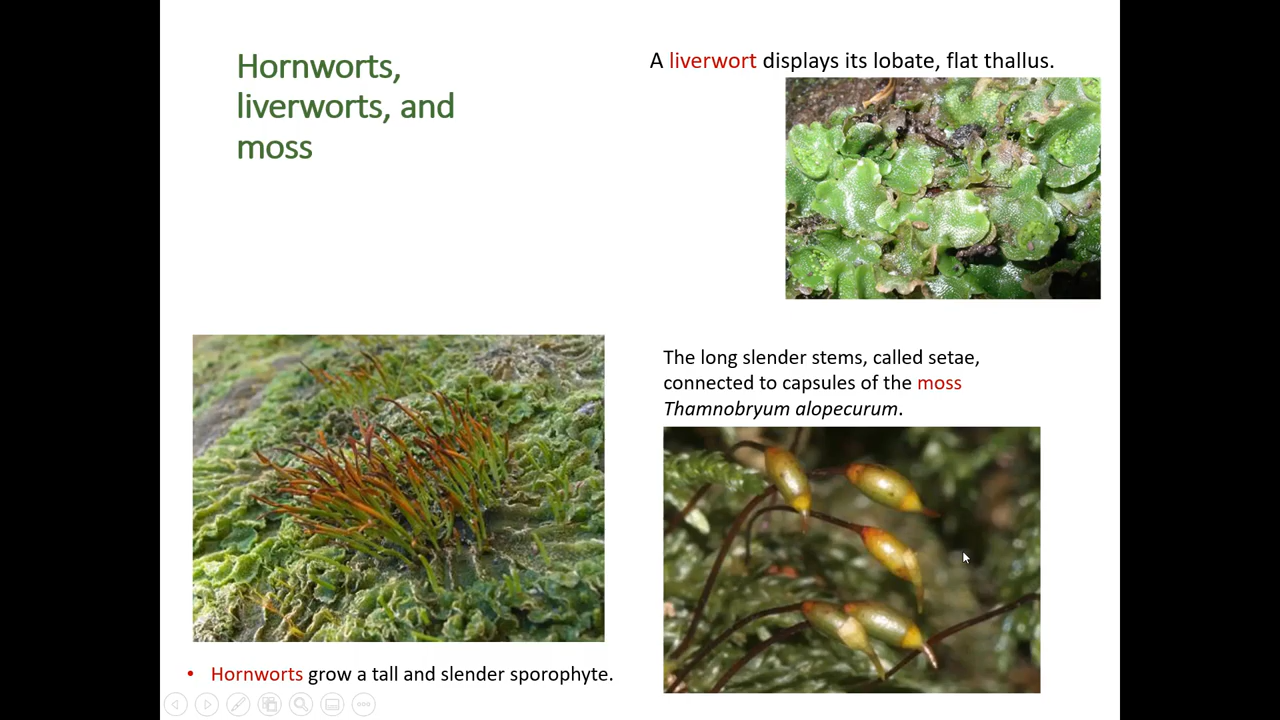 Hornworts,
liverworts, and
moss
A liverwort displays its lobate, flat thallus.
The long slender stems, called setae,
connected to capsules of the moss
Thamnobryum alopecurum.
• Hornworts grow a tall and slender sporophyte.